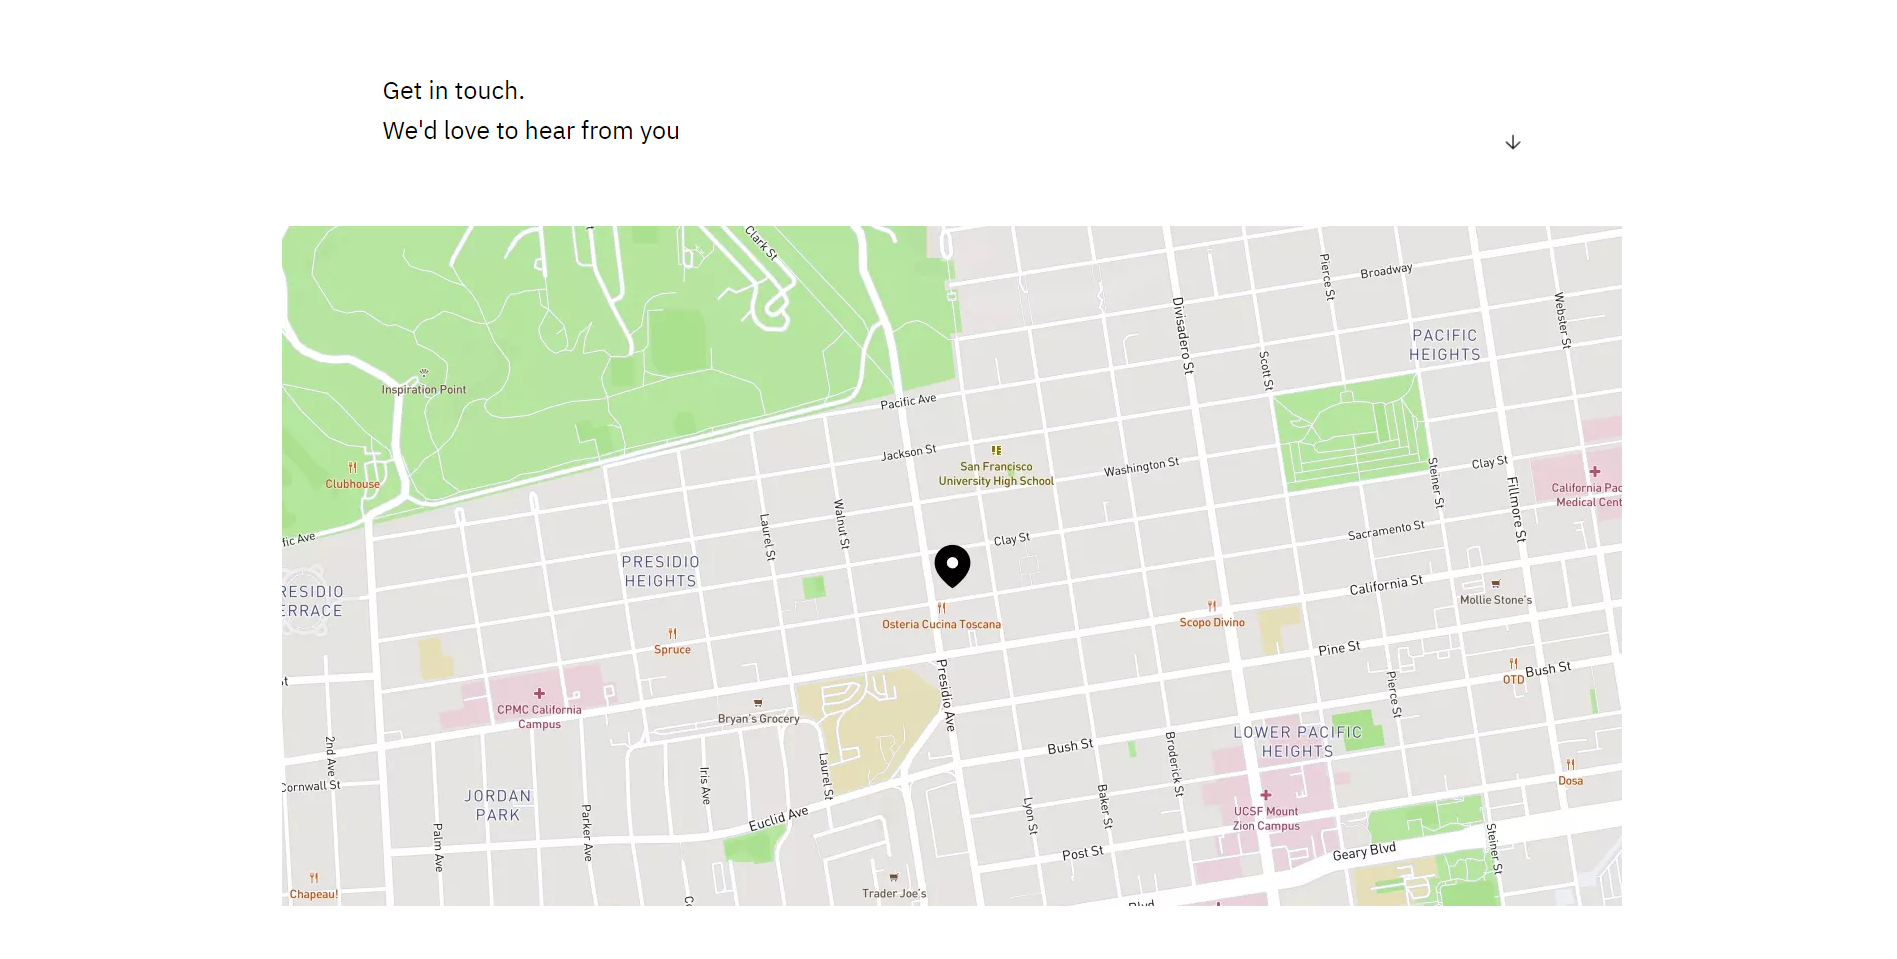 Get in touch.
We'd love to hear from you
Clark St
Pierce St
Broadway
Webster St
Divisadero St
PACIFIC
HEIGHTS
Scott St
Inspiration Point
Pacific Ave
Jackson St
San Francisco
University High School
Washington St
Clay St
Steiner St
Clubhouse
Fillmore St
California Pac
Medical Cent
Walnut St
Laurel St
fic Ave
Clay St
Sacramento St
PRESIDIO
HEIGHTS
RESIDIO
ERRACE
California St
Mollie Stone's
Osteria Cucina Toscana
Scopo Divino
Spruce
Pine St
Bush St
OTD
Presidio Ave
Pierce St
CPMC California
Campus
Bryan's Grocery
LOWER PACIFIC
HEIGHTS
Bush St
Broderick St
2nd Ave
Laurel St
Iris Ave
Dosa
Cornwall St
JORDAN
PARK
Euclid Ave
Lyon St
Baker St
UCSF Mount
Zion Campus
Palm Ave
Parker Ave
Post St
Geary Blvd
Steiner St
Chapeau!
Trader Joe's
Blvd